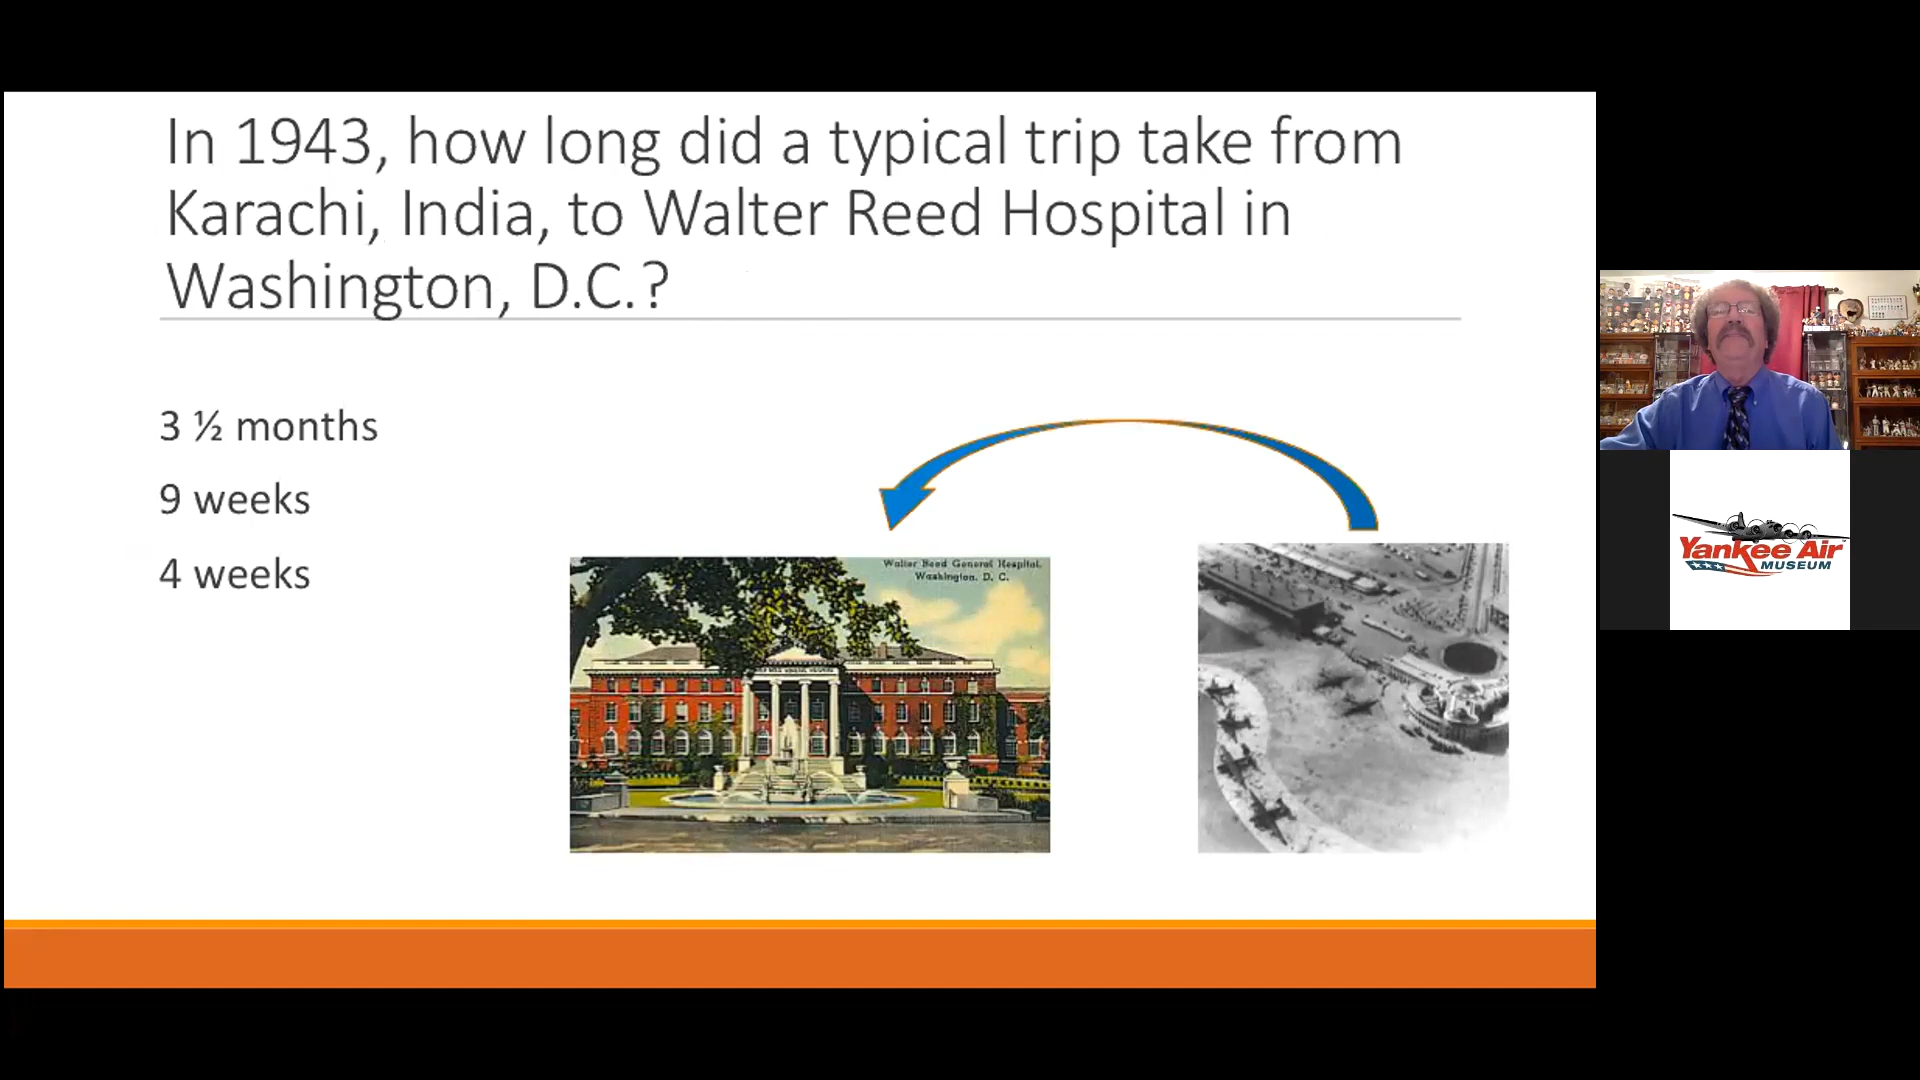 In 1943, how long did a typical trip take from
Karachi, India, to Walter Reed Hospital in
Washington, D.C.?
3 ½ months
9 weeks
4 weeks
Walter Reed General Hospital,
Washington, D. C.
Yankee Air
MUSEUM